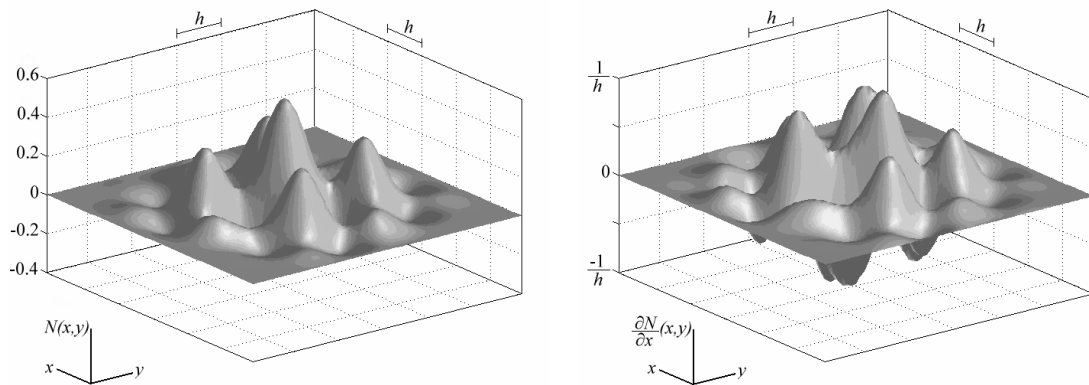 h
h
0.6
0.4
0.2
0
-0.2
-0.4
N(x,y)
x
y
h
h
1/h
0
-1/h
∂N/∂x (x,y)
x
y